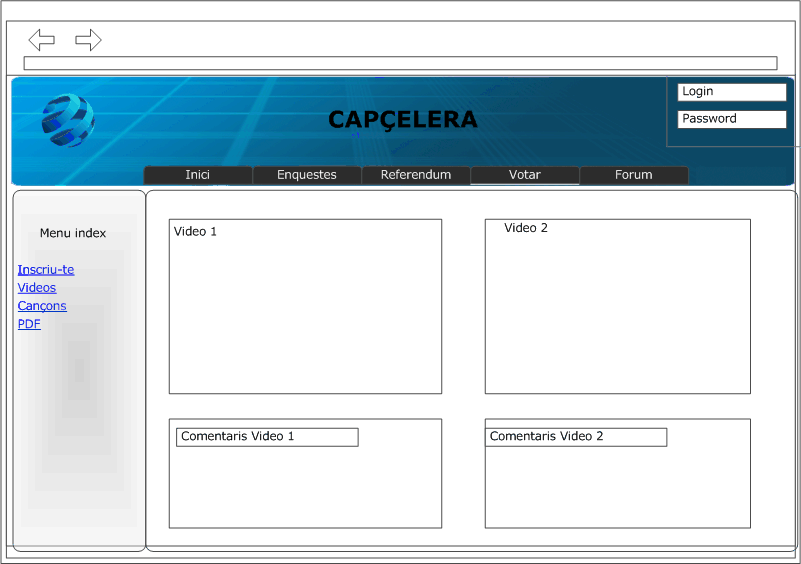 Login
Password
CAPÇELERA
Inici Enquestes Referendum Votar Forum
Menu index
Inscriu-te
Videos
Cançons
PDF
Video 1
Video 2
Comentaris Video 1
Comentaris Video 2